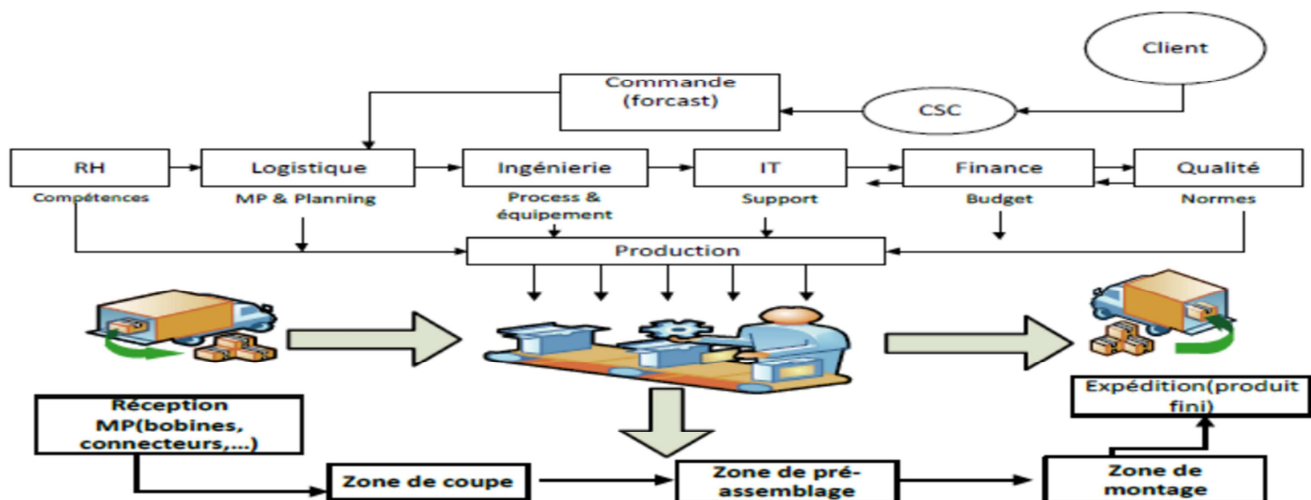 Client
Commande
(forcast)
CSC
RH
Logistique
Ingénierie
IT
Finance
Qualité
Compétences
MP & Planning
Process &
équipement
Support
Budget
Normes
Production
Réception
MP(bobines,
connecteurs,...)
Expédition(produit
fini)
Zone de coupe
Zone de pré-
assemblage
Zone de
montage